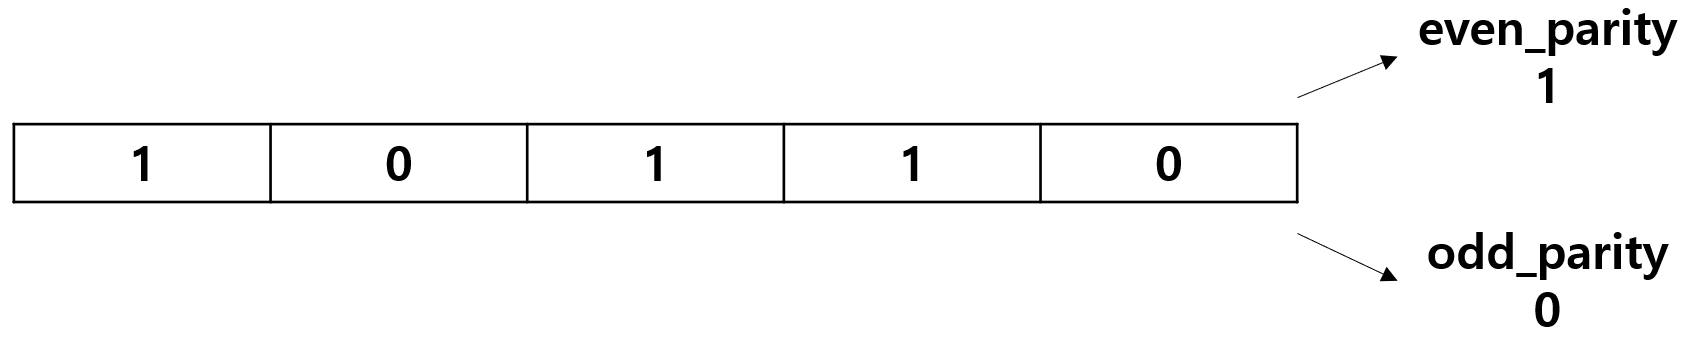 even_parity
1
1 0 1 1 0
odd_parity
0